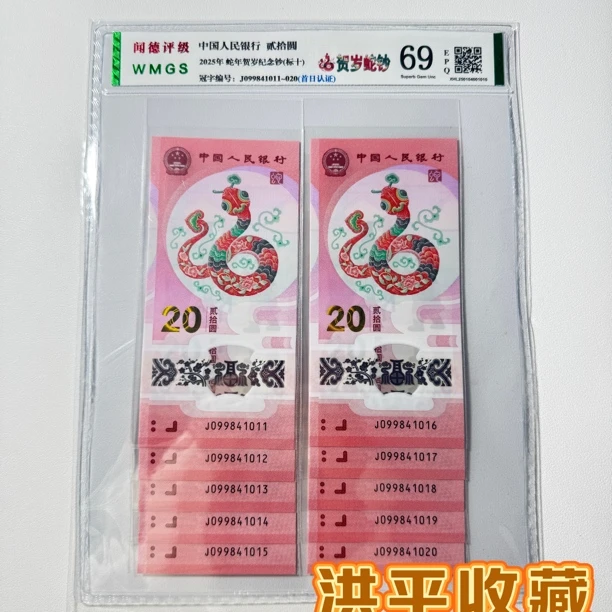 闻德评级
WMGS
中国人民银行 贰拾圆
2025年 蛇年贺岁纪念钞(标十)
冠字编号: J099841011-020(首日认证)
贺岁蛇钞
69
Superb Gem Unc
EPQ
中国人民银行
20
贰拾圆
J099841011
J099841012
J099841013
J099841014
J099841015
中国人民银行
20
贰拾圆
J099841016
J099841017
J099841018
J099841019
J099841020
洪平收藏